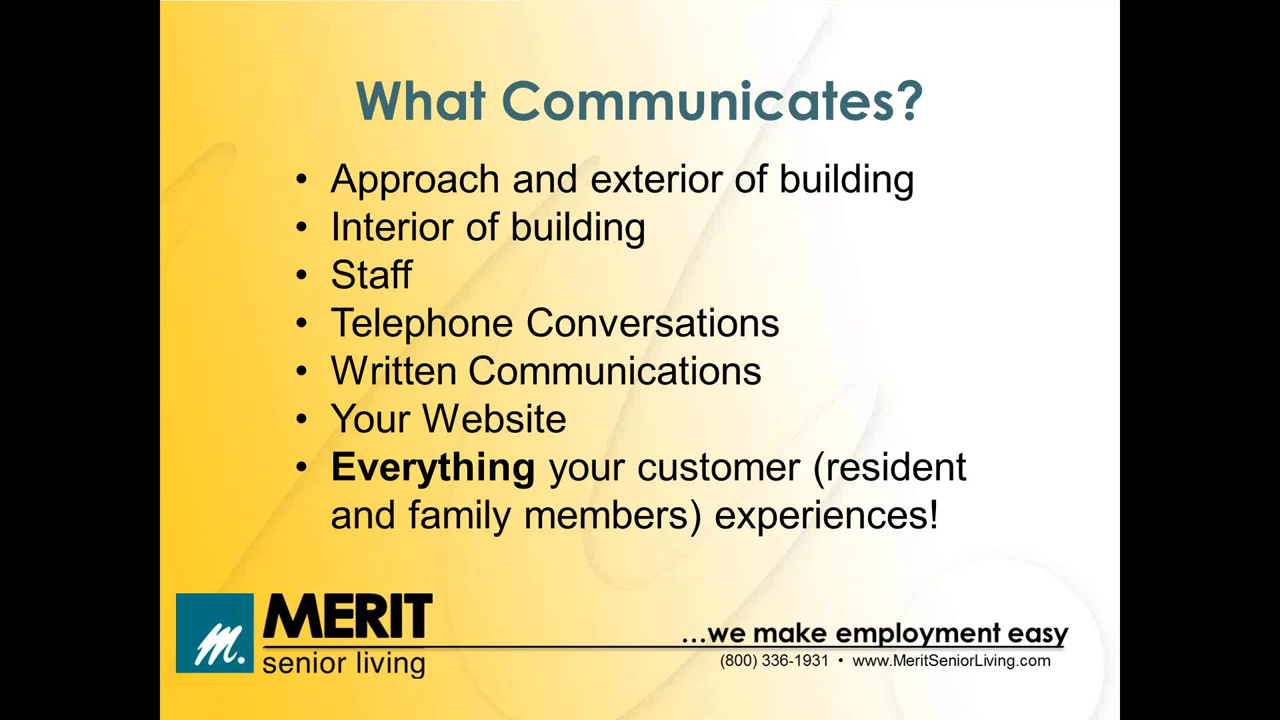 What Communicates?
• Approach and exterior of building
• Interior of building
• Staff
• Telephone Conversations
• Written Communications
• Your Website
• Everything your customer (resident
and family members) experiences!
m.
MERIT
senior living
...we make employment easy
(800) 336-1931 • www.MeritSeniorLiving.com